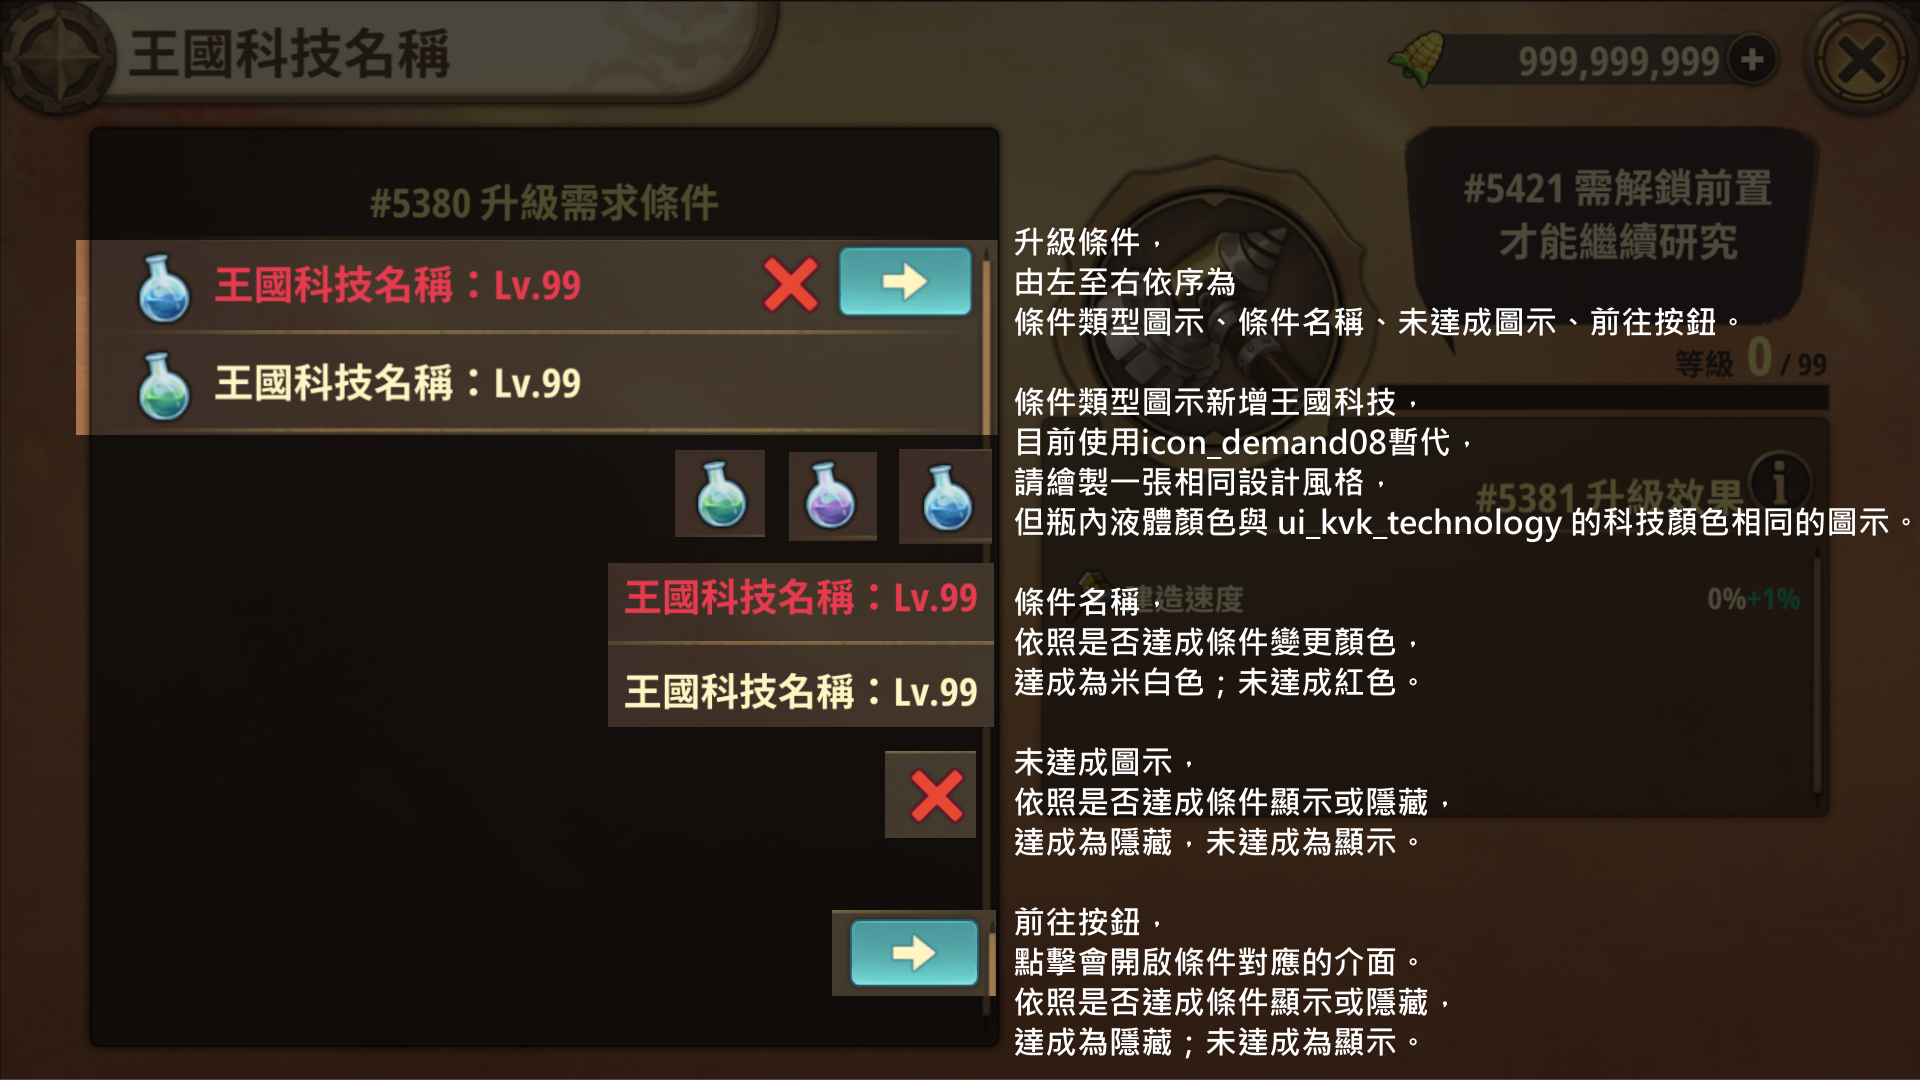 王國科技名稱
999,999,999
#5380 升級需求條件
王國科技名稱：Lv.99
王國科技名稱：Lv.99
王國科技名稱：Lv.99
王國科技名稱：Lv.99
#5421 需解鎖前置
才能繼續研究
等級 0 / 99
#5381 升級效果
建造速度 0%+1%
升級條件，
由左至右依序為
條件類型圖示、條件名稱、未達成圖示、前往按鈕。
條件類型圖示新增王國科技，
目前使用icon_demand08暫代，
請繪製一張相同設計風格，
但瓶內液體顏色與 ui_kvk_technology 的科技顏色相同的圖示。
條件名稱，
依照是否達成條件變更顏色，
達成為米白色；未達成紅色。
未達成圖示，
依照是否達成條件顯示或隱藏，
達成為隱藏，未達成為顯示。
前往按鈕，
點擊會開啟條件對應的介面。
依照是否達成條件顯示或隱藏，
達成為隱藏；未達成為顯示。